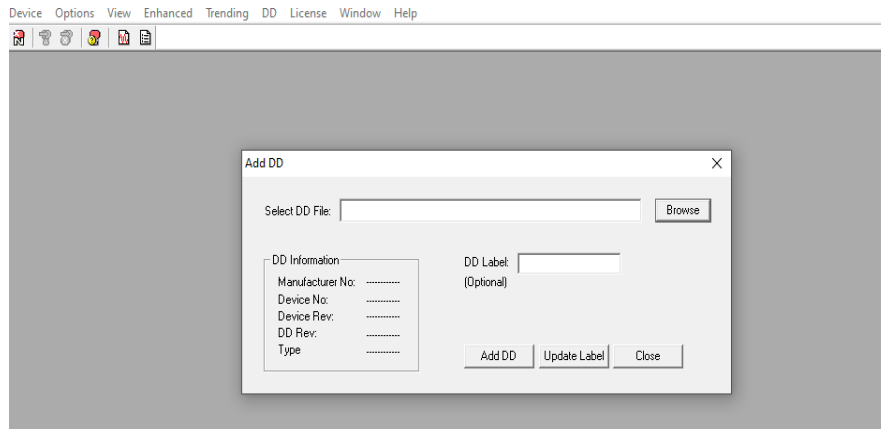 Device Options View Enhanced Trending DD License Window Help
Add DD
Select DD File:
Browse
DD Information
Manufacturer No: -----------
Device No: -----------
Device Rev: -----------
DD Rev: -----------
Type -----------
DD Label:
(Optional)
Add DD Update Label Close